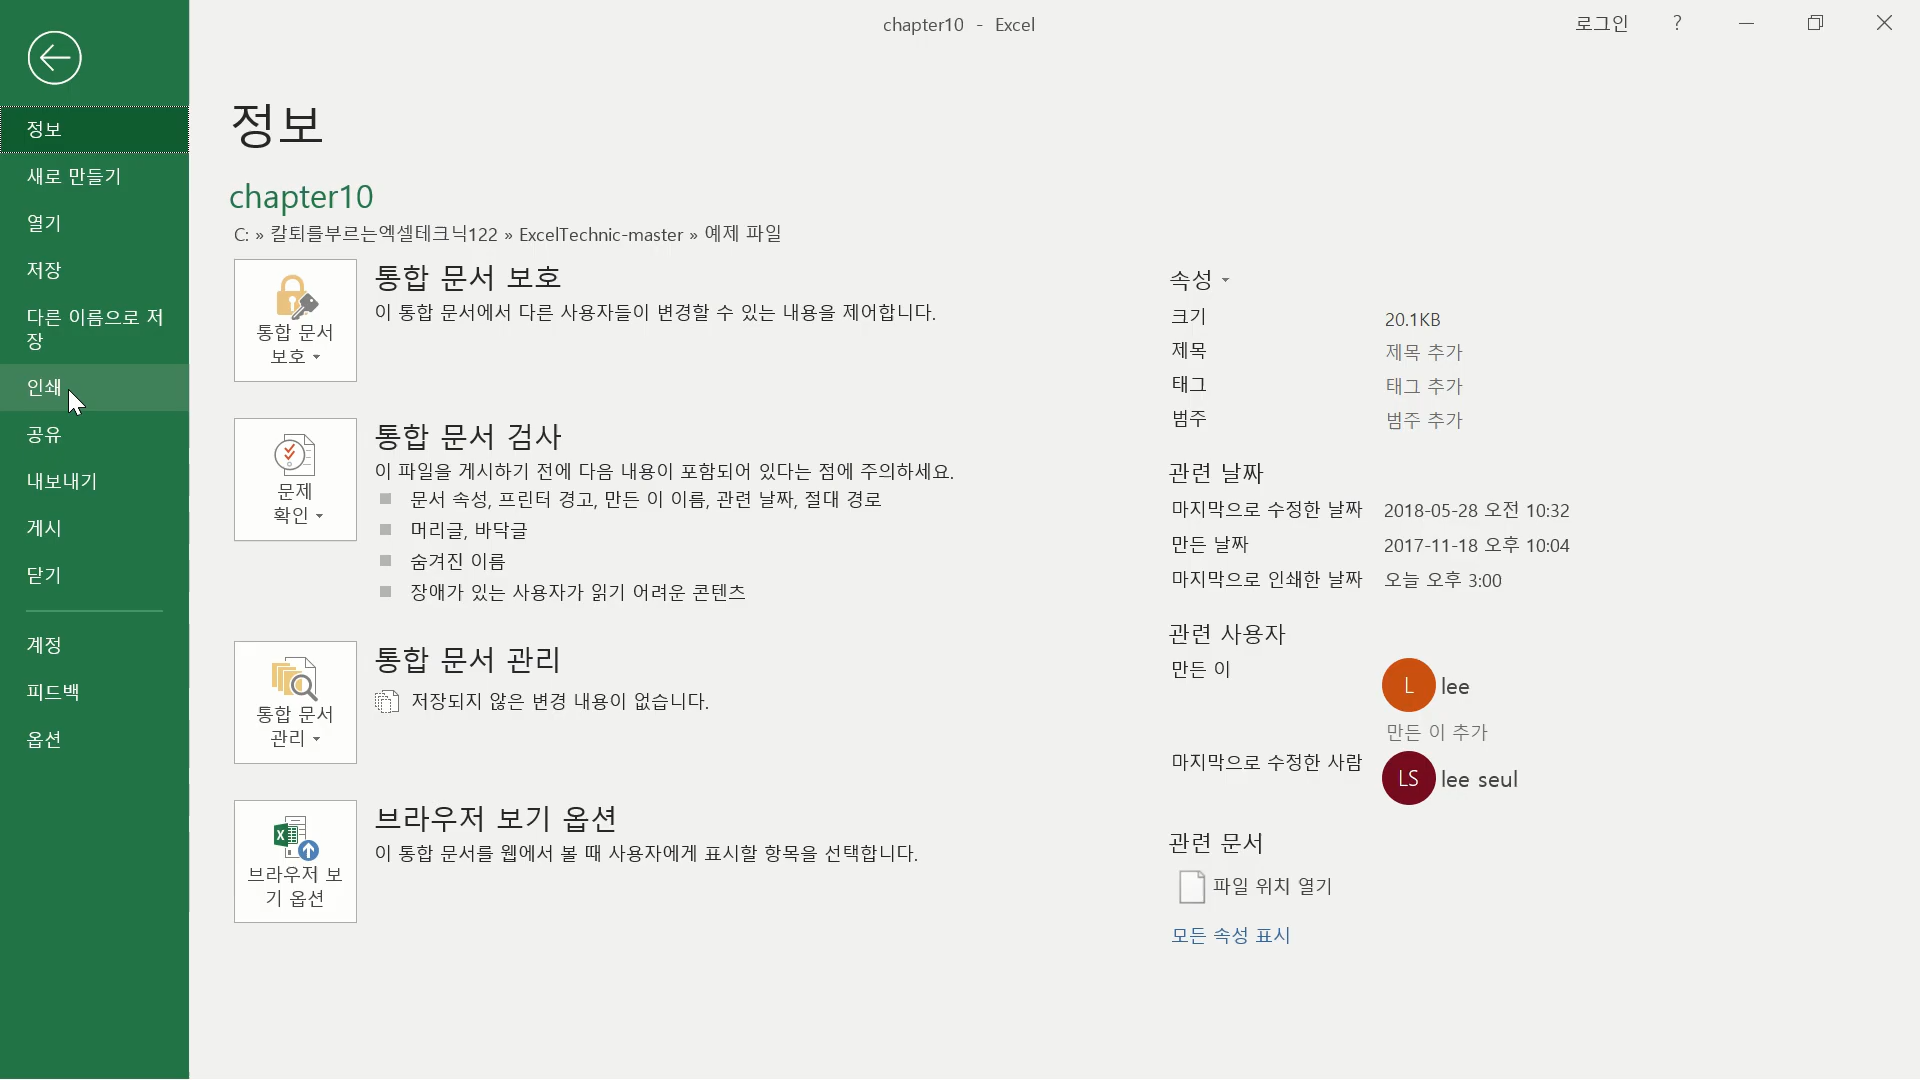 chapter10 - Excel
로그인
?
정보
새로 만들기
열기
저장
다른 이름으로 저
장
인쇄
공유
내보내기
게시
닫기
계정
피드백
옵션
정보
chapter10
C: » 칼퇴를부르는엑셀테크닉122 » ExcelTechnic-master » 예제 파일
통합 문서
보호
통합 문서 보호
이 통합 문서에서 다른 사용자들이 변경할 수 있는 내용을 제어합니다.
문제
확인
통합 문서 검사
이 파일을 게시하기 전에 다음 내용이 포함되어 있다는 점에 주의하세요.
문서 속성, 프린터 경고, 만든 이 이름, 관련 날짜, 절대 경로
머리글, 바닥글
숨겨진 이름
장애가 있는 사용자가 읽기 어려운 콘텐츠
통합 문서
관리
통합 문서 관리
저장되지 않은 변경 내용이 없습니다.
브라우저 보
기 옵션
브라우저 보기 옵션
이 통합 문서를 웹에서 볼 때 사용자에게 표시할 항목을 선택합니다.
속성
크기 20.1KB
제목 제목 추가
태그 태그 추가
범주 범주 추가
관련 날짜
마지막으로 수정한 날짜 2018-05-28 오전 10:32
만든 날짜 2017-11-18 오후 10:04
마지막으로 인쇄한 날짜 오늘 오후 3:00
관련 사용자
만든 이 L lee
만든 이 추가
마지막으로 수정한 사람 LS lee seul
관련 문서
파일 위치 열기
모든 속성 표시